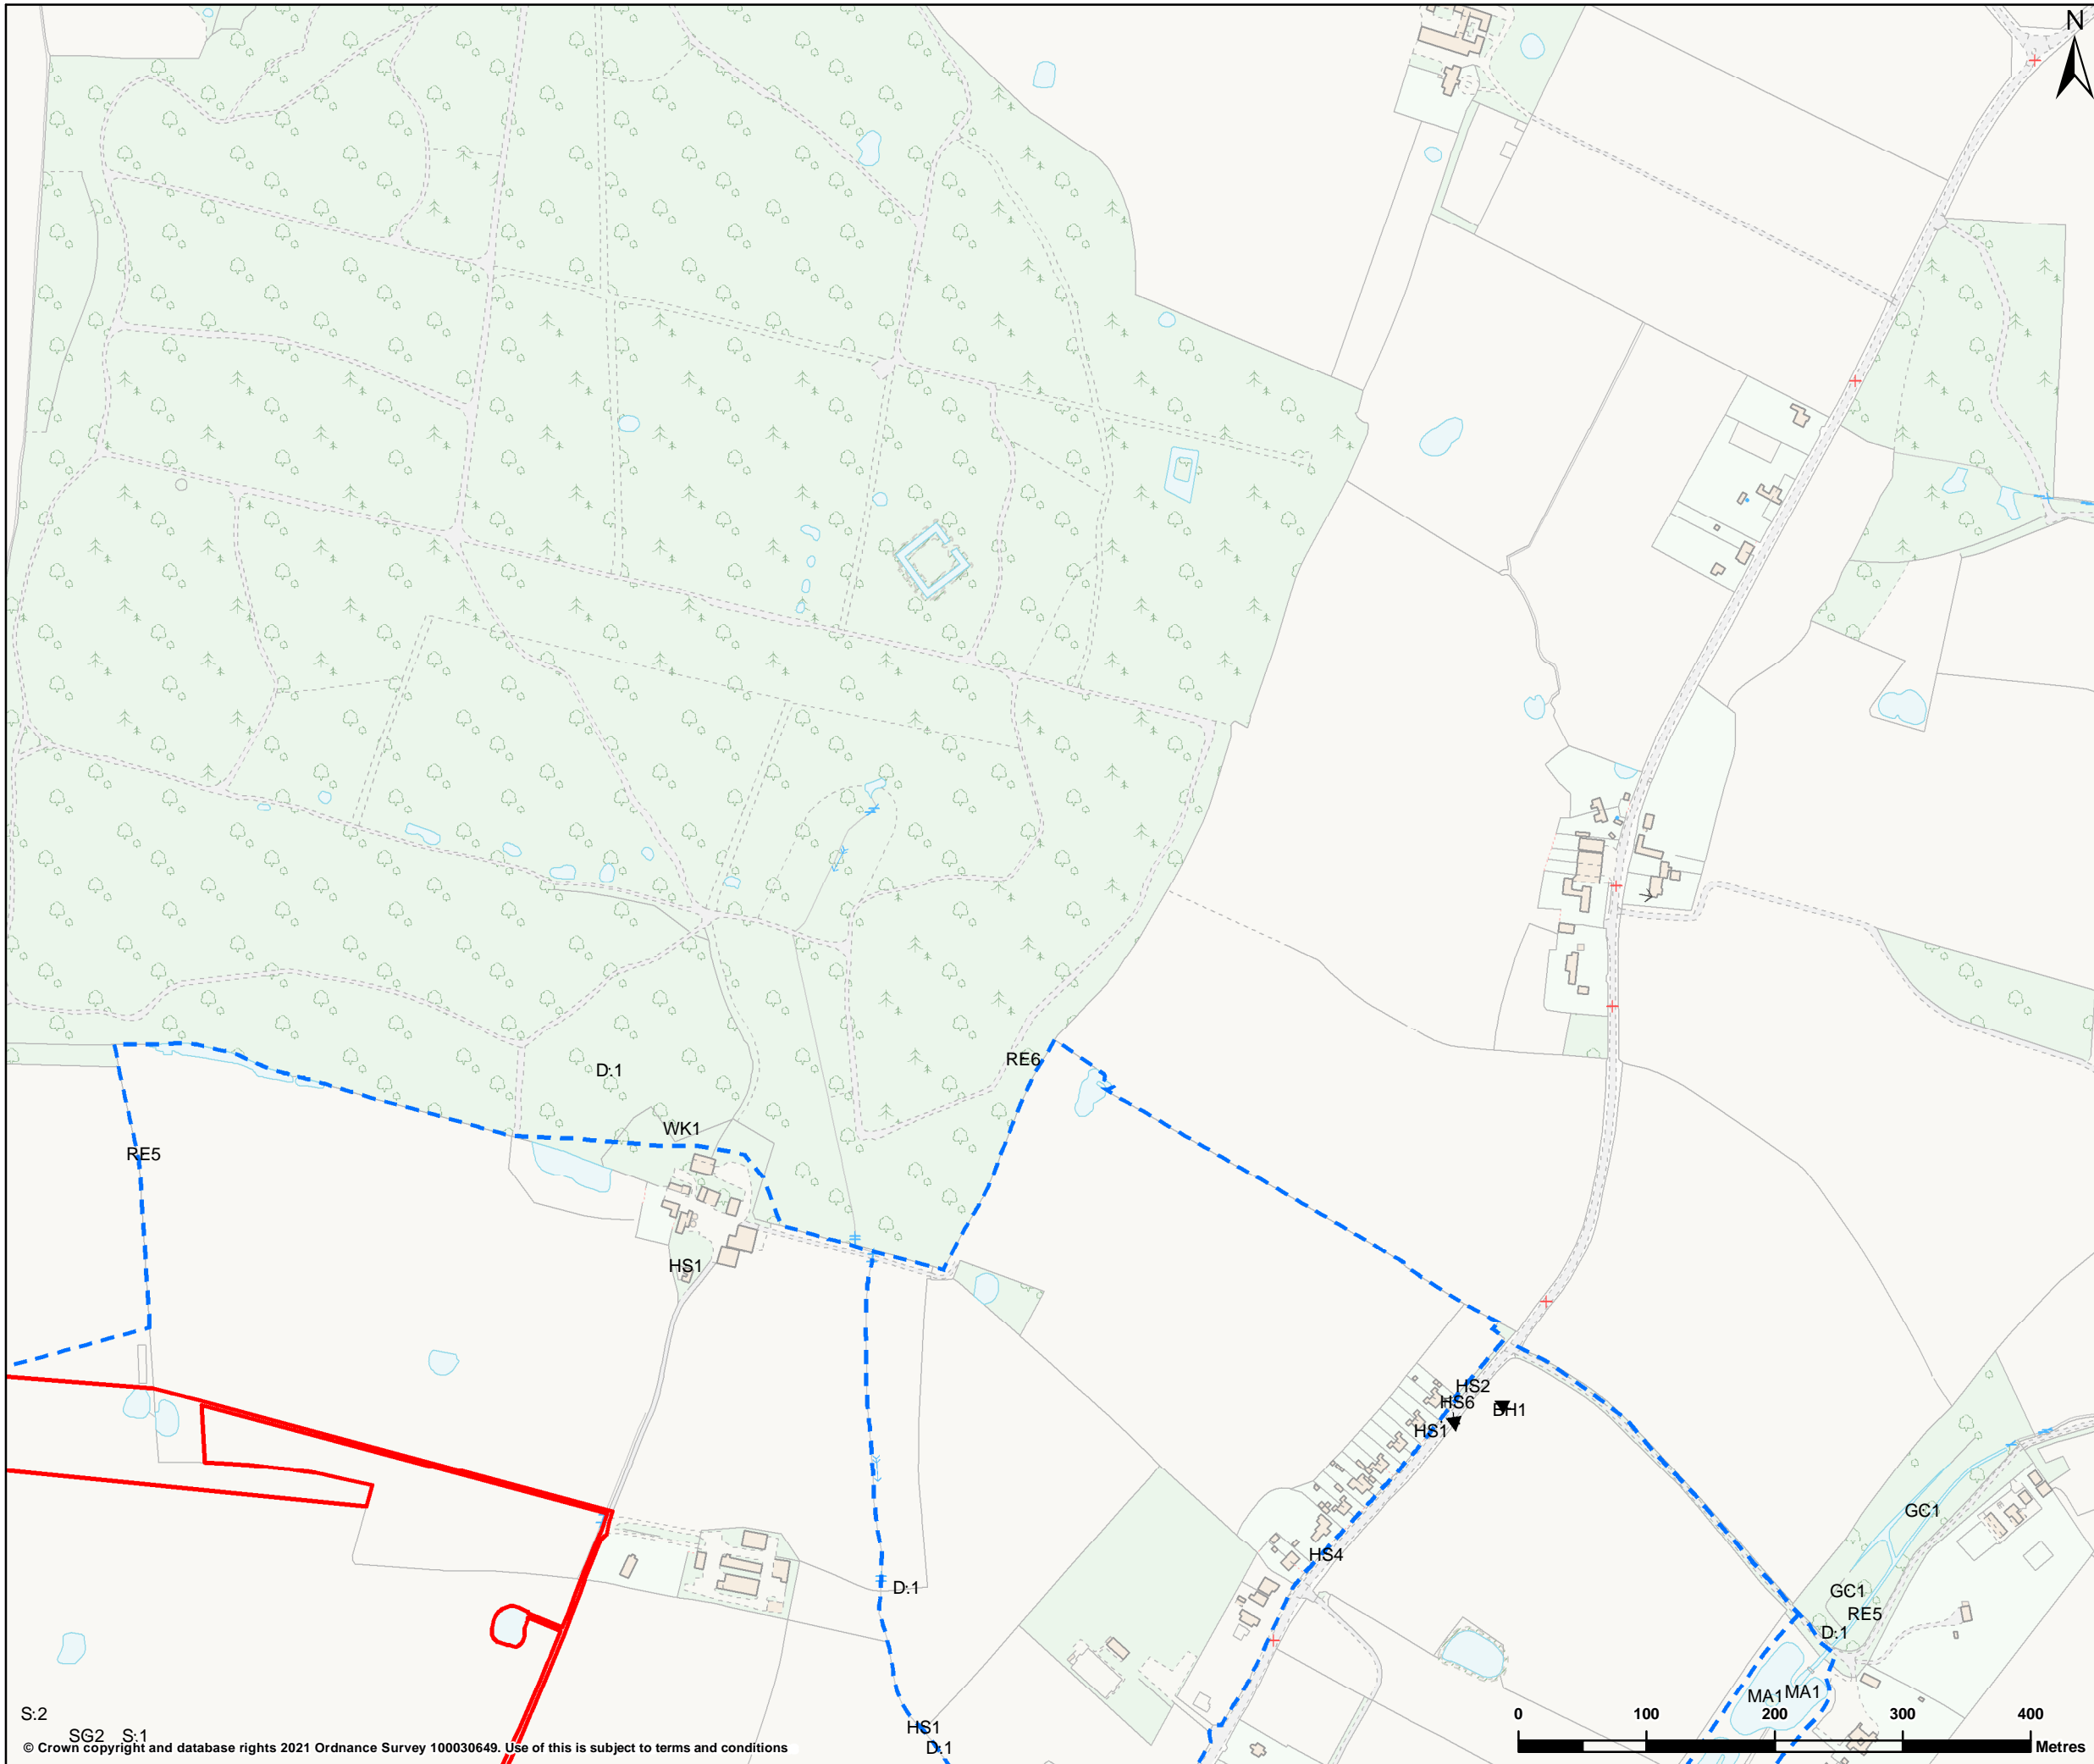 N
D:1
RE6
WK1
RE5
HS1
HS2
HS6
BH1
HS1
GC1
HS4
GC1
D:1
RE5
D:1
MA1 MA1
S:2
SG2 S:1
HS1
D:1
0 100 200 300 400
Metres
© Crown copyright and database rights 2021 Ordnance Survey 100030649. Use of this is subject to terms and conditions